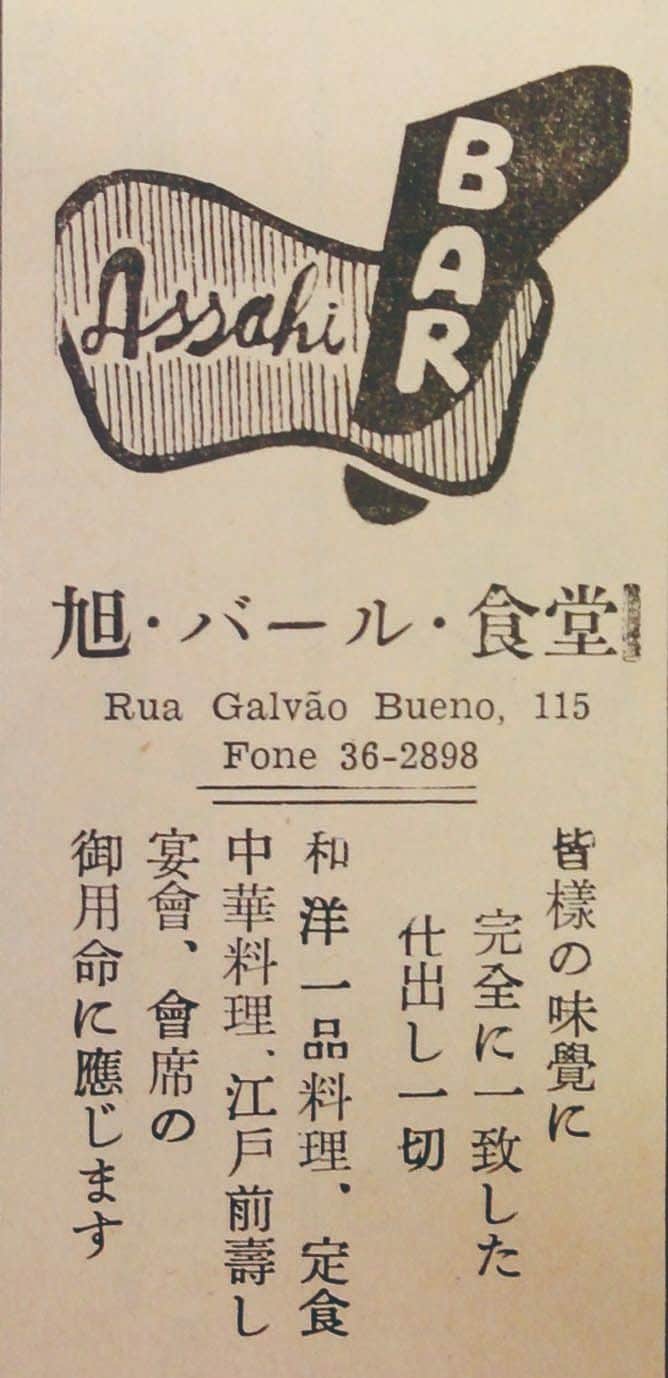 Assahi
BAR
旭・バール・食堂
Rua Galvão Bueno, 115
Fone 36-2898
皆様の味覺に
完全に一致した
仕出し一切
和洋一品料理、定食
中華料理、江戸前壽し
宴會、會席の
御用命に應じます